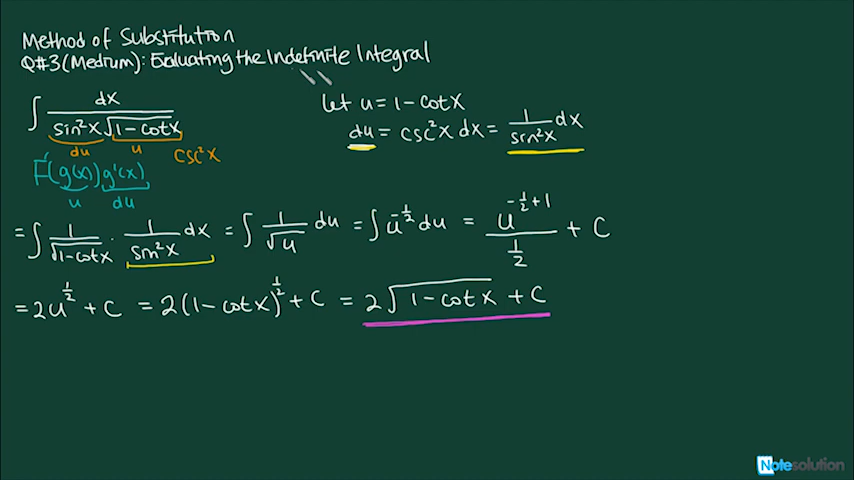 Method of Substitution
Q#3 (Medium): Evaluating the Indefinite Integral
∫ dx / (sin²x √(1-cotx))
du u csc²x
F'(g(x)) g'(x)
u du
let u = 1-cotx
du = csc²x dx = 1/(sin²x) dx
= ∫ 1/√(1-cotx) · 1/(sin²x) dx = ∫ 1/√u du = ∫ u^(-1/2) du = u^(-1/2+1) / (1/2) + C
= 2u^(1/2) + C = 2(1-cotx)^(1/2) + C = 2√(1-cotx) + C
Notesolution